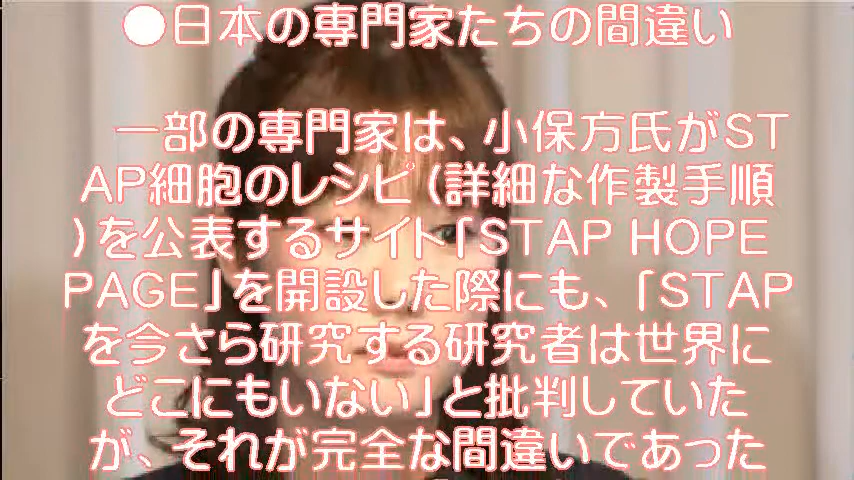 ●日本の専門家たちの間違い
一部の専門家は、小保方氏がST
AP細胞のレシピ（詳細な作製手順
）を公表するサイト「STAP HOPE
PAGE」を開設した際にも、「STAP
を今さら研究する研究者は世界に
どこにもいない」と批判していた
が、それが完全な間違いであった